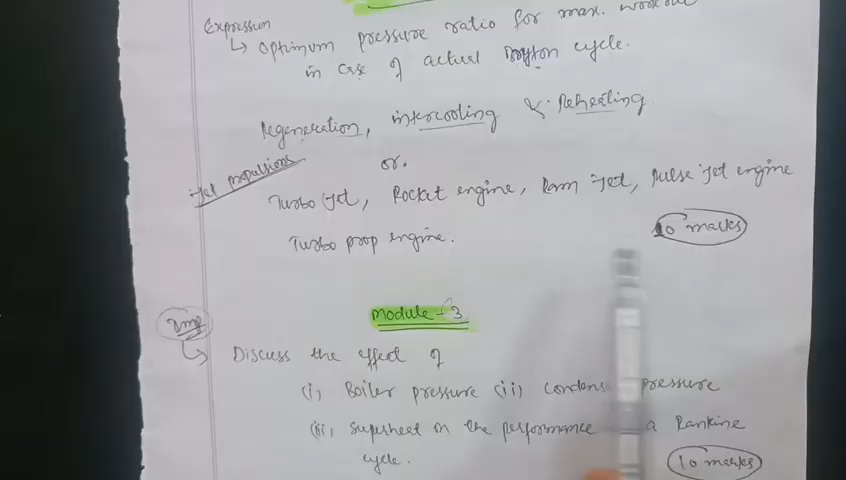 Expression
↳ Optimum pressure ratio for max.
in case of actual Brayton cycle.
Regeneration, intercooling & Reheating.
or.
Jet propulsions
Turbo Jet, Rocket engine, Ram Jet, Pulse Jet engine
Turbo prop engine.
10 marks
Module - 3
Imp
↳ Discuss the effect of
(i) Boiler pressure (ii) pressure
(iii) Superheat on the performance a Rankine
cycle.
10 marks